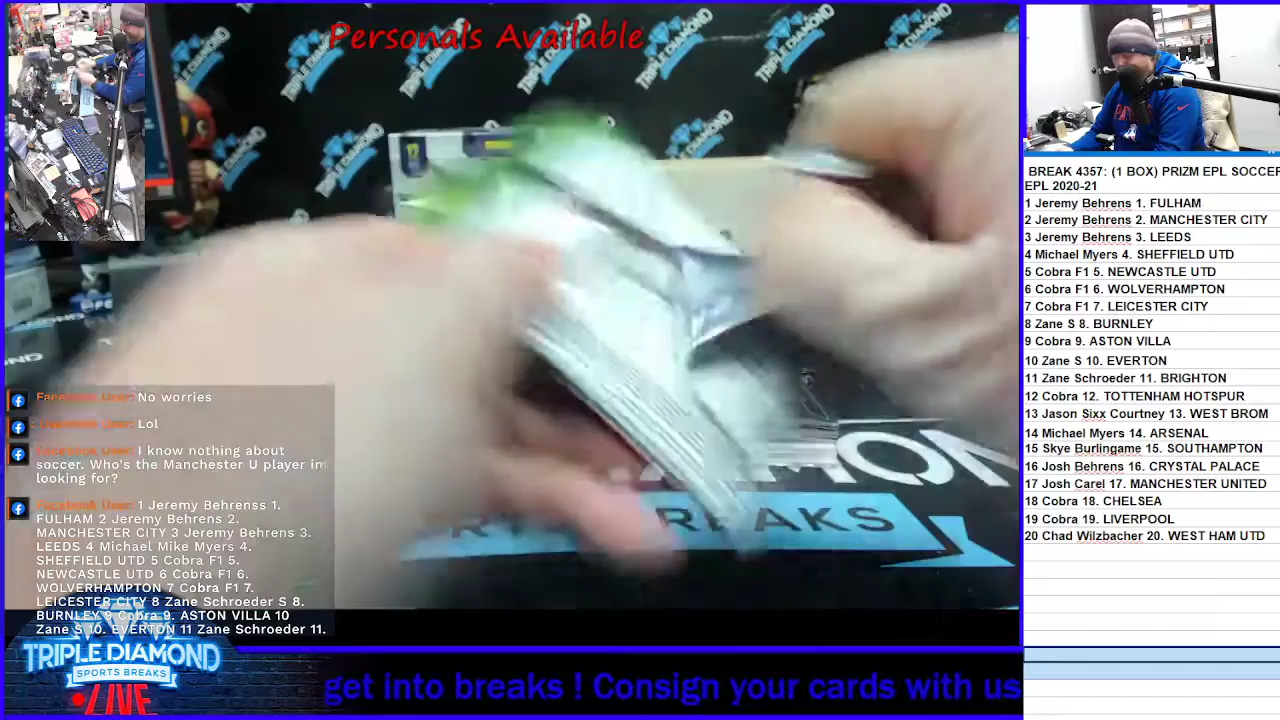 Personals Available
TRIPLE DIAMOND
BREAKS
No worries
Lol
I know nothing about
soccer. Who's the Manchester U player im
looking for?
1 Jeremy Behrenss 1.
FULHAM 2 Jeremy Behrens 2.
MANCHESTER CITY 3 Jeremy Behrens 3.
LEEDS 4 Michael Mike Myers 4.
SHEFFIELD UTD 5 Cobra F1 5.
NEWCASTLE UTD 6 Cobra F1 6.
WOLVERHAMPTON 7 Cobra F1 7.
LEICESTER CITY 8 Zane Schroeder S 8.
BURNLEY 9 Cobra 9. ASTON VILLA 10
Zane S 10. EVERTON 11 Zane Schroeder 11.
TRIPLE DIAMOND
SPORTS BREAKS
LIVE
get into breaks ! Consign your cards with us
BREAK 4357: (1 BOX) PRIZM EPL SOCCER
EPL 2020-21
1 Jeremy Behrens 1. FULHAM
2 Jeremy Behrens 2. MANCHESTER CITY
3 Jeremy Behrens 3. LEEDS
4 Michael Myers 4. SHEFFIELD UTD
5 Cobra F1 5. NEWCASTLE UTD
6 Cobra F1 6. WOLVERHAMPTON
7 Cobra F1 7. LEICESTER CITY
8 Zane S 8. BURNLEY
9 Cobra 9. ASTON VILLA
10 Zane S 10. EVERTON
11 Zane Schroeder 11. BRIGHTON
12 Cobra 12. TOTTENHAM HOTSPUR
13 Jason Sixx Courtney 13. WEST BROM
14 Michael Myers 14. ARSENAL
15 Skye Burlingame 15. SOUTHAMPTON
16 Josh Behrens 16. CRYSTAL PALACE
17 Josh Carel 17. MANCHESTER UNITED
18 Cobra 18. CHELSEA
19 Cobra 19. LIVERPOOL
20 Chad Wilzbacher 20. WEST HAM UTD